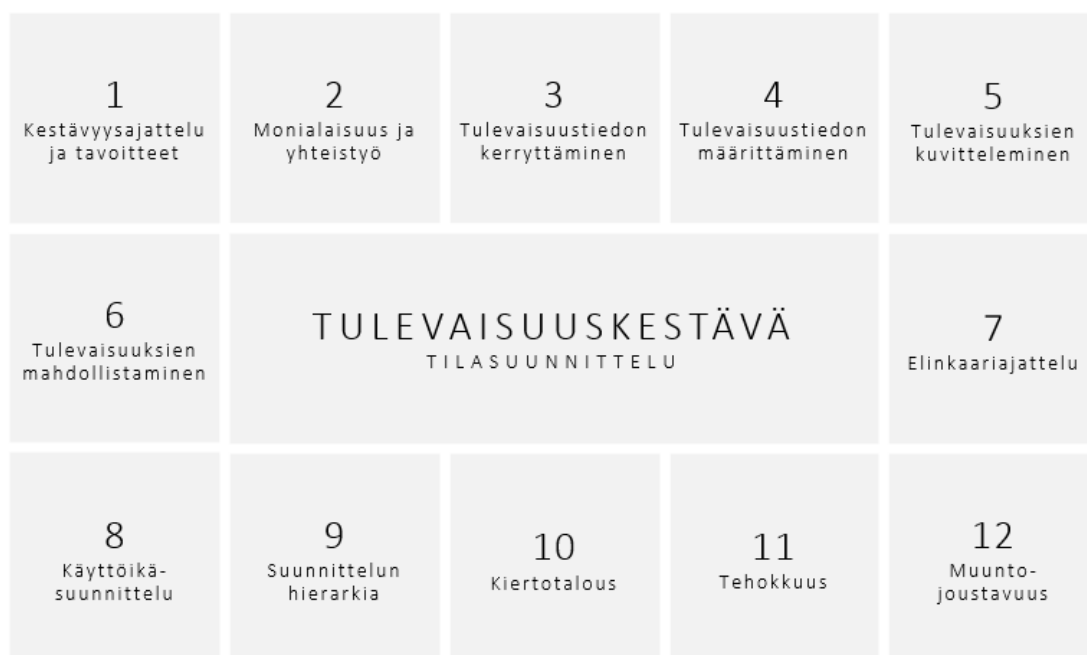 1
Kestävyysajattelu
ja tavoitteet
2
Monialaisuus ja
yhteistyö
3
Tulevaisuustiedon
kerryttäminen
4
Tulevaisuustiedon
määrittäminen
5
Tulevaisuuksien
kuvitteleminen
6
Tulevaisuuksien
mahdollistaminen
TULEVAISUUSKESTÄVÄ
TILASUUNNITTELU
7
Elinkaariajattelu
8
Käyttöikä-
suunnittelu
9
Suunnittelun
hierarkia
10
Kiertotalous
11
Tehokkuus
12
Muunto-
joustavuus